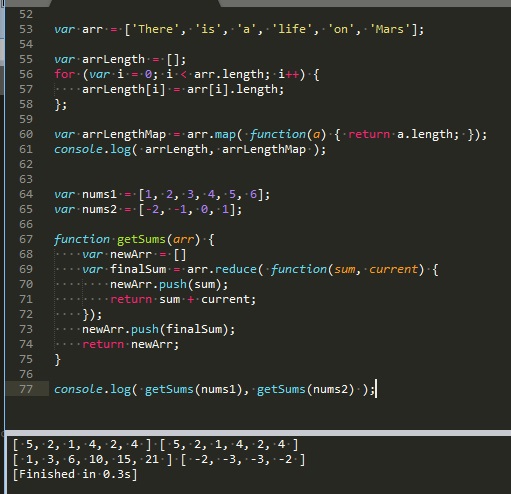 52
53 var arr = ['There', 'is', 'a', 'life', 'on', 'Mars'];
54
55 var arrLength = [];
56 for (var i = 0; i < arr.length; i++) {
57     arrLength[i] = arr[i].length;
58 };
59
60 var arrLengthMap = arr.map( function(a) { return a.length; });
61 console.log( arrLength, arrLengthMap );
62
63
64 var nums1 = [1, 2, 3, 4, 5, 6];
65 var nums2 = [-2, -1, 0, 1];
66
67 function getSums(arr) {
68     var newArr = []
69     var finalSum = arr.reduce( function(sum, current) {
70         newArr.push(sum);
71         return sum + current;
72     });
73     newArr.push(finalSum);
74     return newArr;
75 }
76
77 console.log( getSums(nums1), getSums(nums2) );
[ 5, 2, 1, 4, 2, 4 ] [ 5, 2, 1, 4, 2, 4 ]
[ 1, 3, 6, 10, 15, 21 ] [ -2, -3, -3, -2 ]
[Finished in 0.3s]